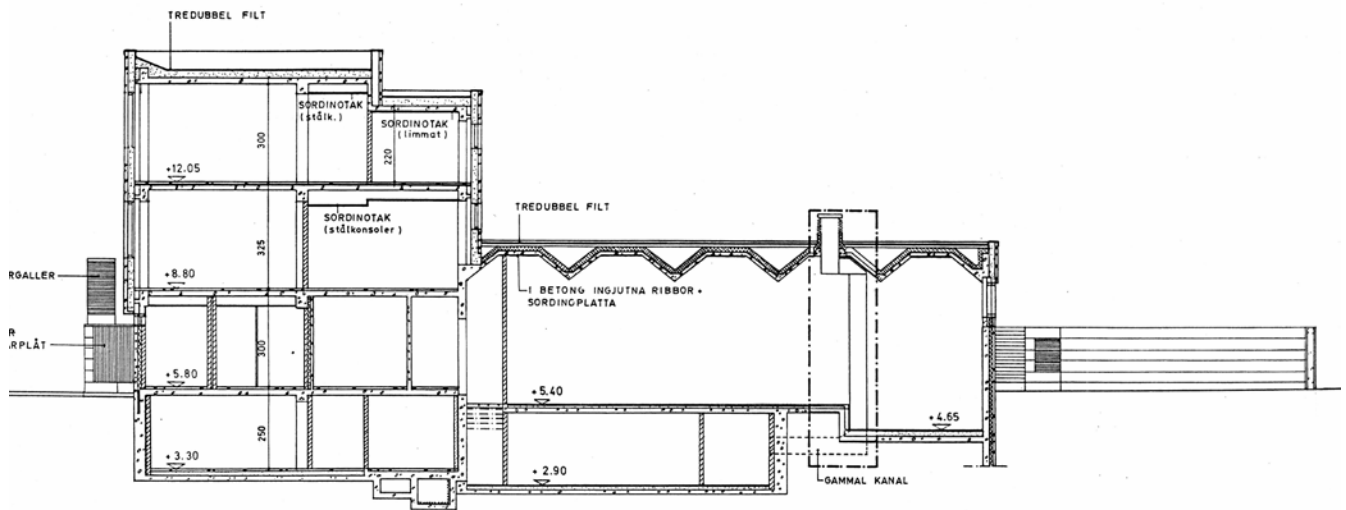 TREDUBBEL FILT
SORDINOTAK
(stålk.)
SORDINOTAK
(limmat)
300
220
+12.05
SORDINOTAK
(stålkonsoler)
TREDUBBEL FILT
325
RGALLER
+8.80
I BETONG INGJUTNA RIBBOR +
SORDINOPLATTA
R
ARPLÅT
300
+5.80
+5.40
+4.65
250
+3.30
+2.90
GAMMAL KANAL